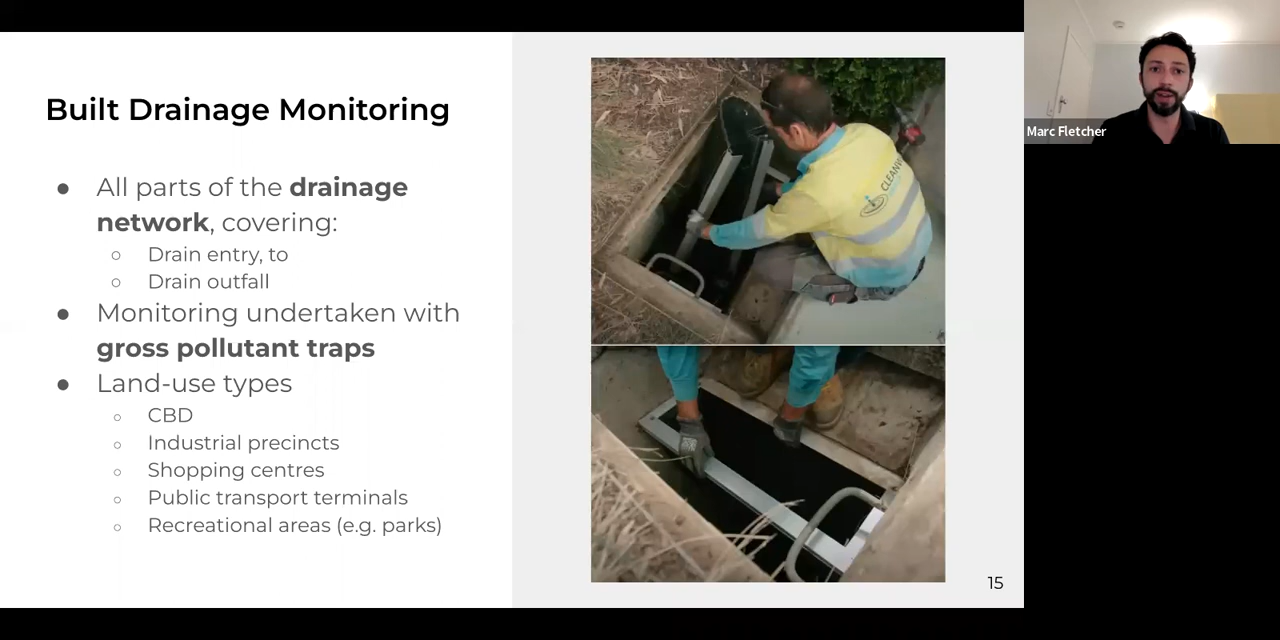 Built Drainage Monitoring
● All parts of the drainage
network, covering:
○ Drain entry, to
○ Drain outfall
● Monitoring undertaken with
gross pollutant traps
● Land-use types
○ CBD
○ Industrial precincts
○ Shopping centres
○ Public transport terminals
○ Recreational areas (e.g. parks)
15
Marc Fletcher